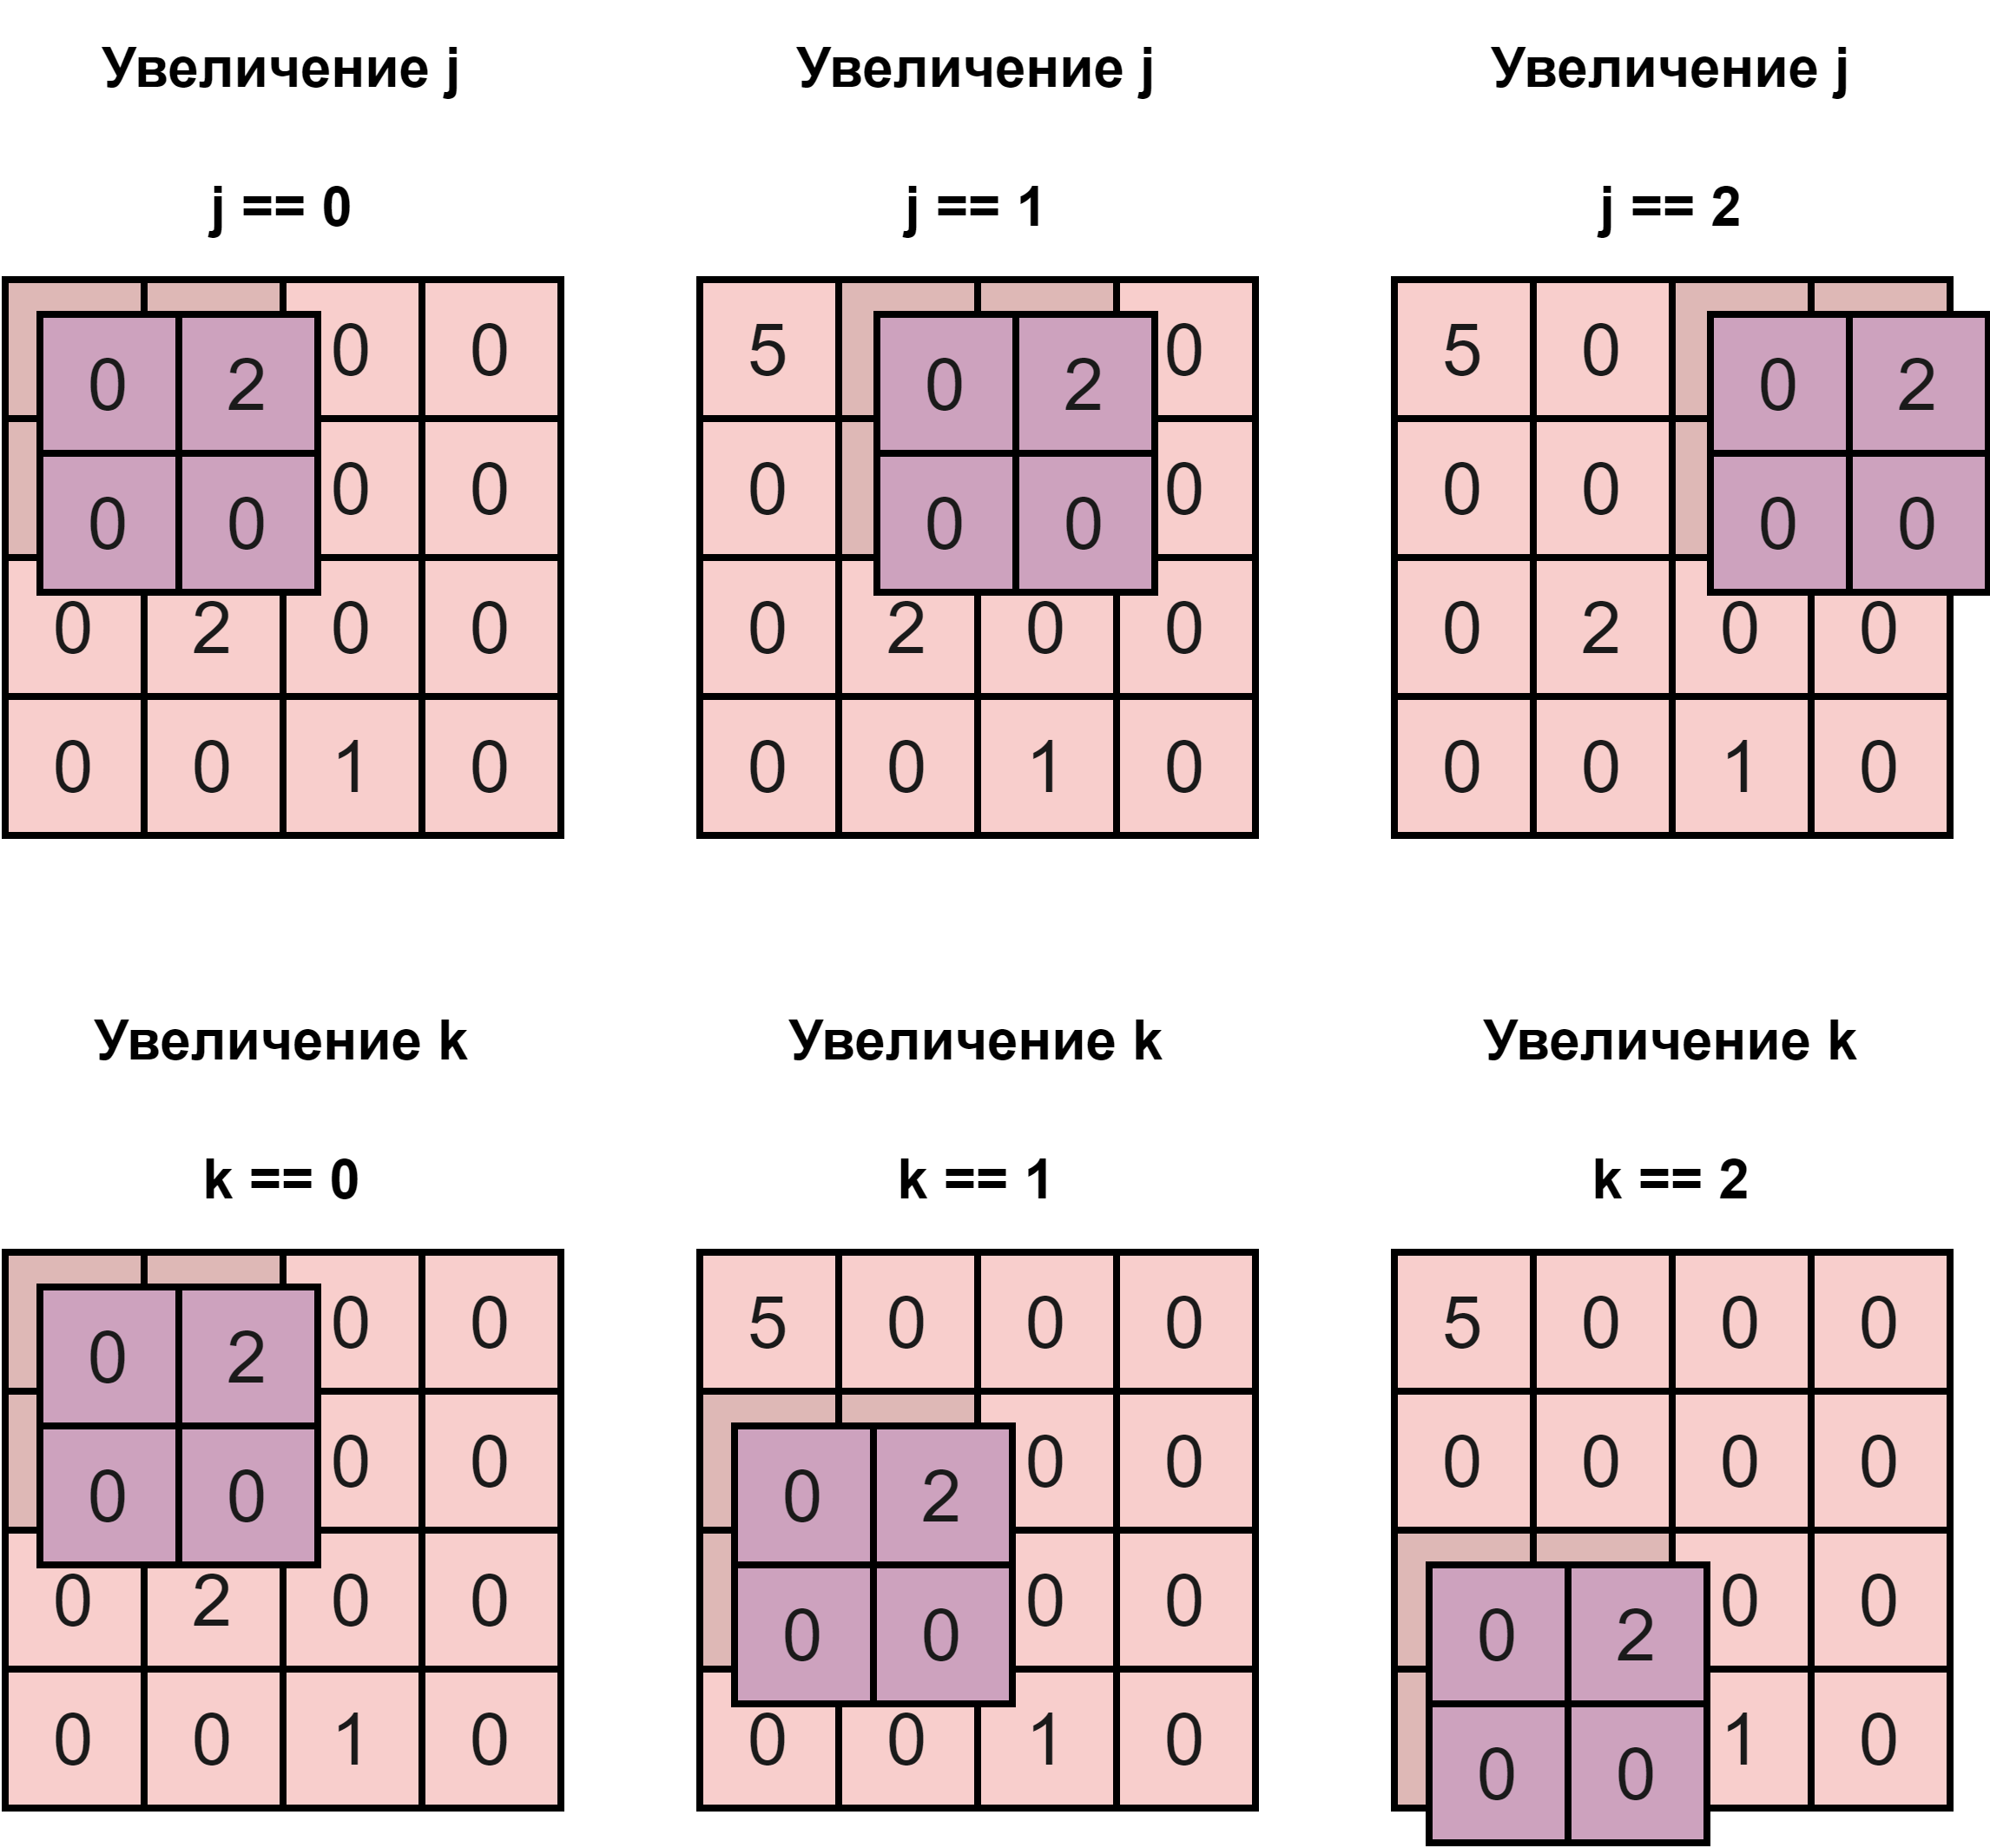 Увеличение j Увеличение j Увеличение j
j == 0 j == 1 j == 2
0 0 5 0 5 0
0 2 0 2 0 2
0 0 0 0 0 0
0 0 0 0 0 0
0 2 0 0 0 2 0 0 0 2 0 0
0 0 1 0 0 0 1 0 0 0 1 0
Увеличение k Увеличение k Увеличение k
k == 0 k == 1 k == 2
0 0 5 0 0 0 5 0 0 0
0 2
0 0 0 0 0 0 0 0
0 0 0 2
0 2 0 0 0 0 0 0
0 0 0 2
0 0 1 0 0 0 1 0 1 0
0 0